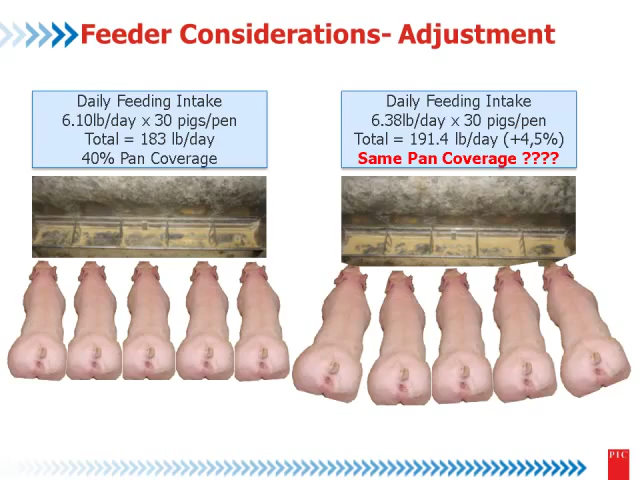 Feeder Considerations- Adjustment
Daily Feeding Intake
6.10lb/day x 30 pigs/pen
Total = 183 lb/day
40% Pan Coverage
Daily Feeding Intake
6.38lb/day x 30 pigs/pen
Total = 191.4 lb/day (+4,5%)
Same Pan Coverage ????
PIC